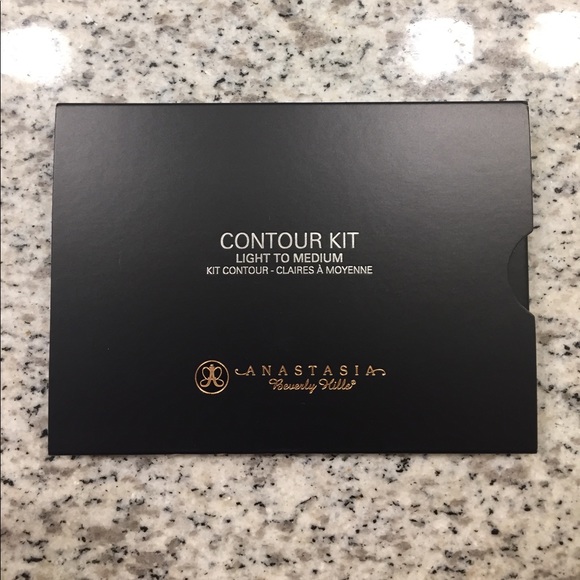 CONTOUR KIT
LIGHT TO MEDIUM
KIT CONTOUR - CLAIRES À MOYENNE
ANASTASIA
Beverly Hills®